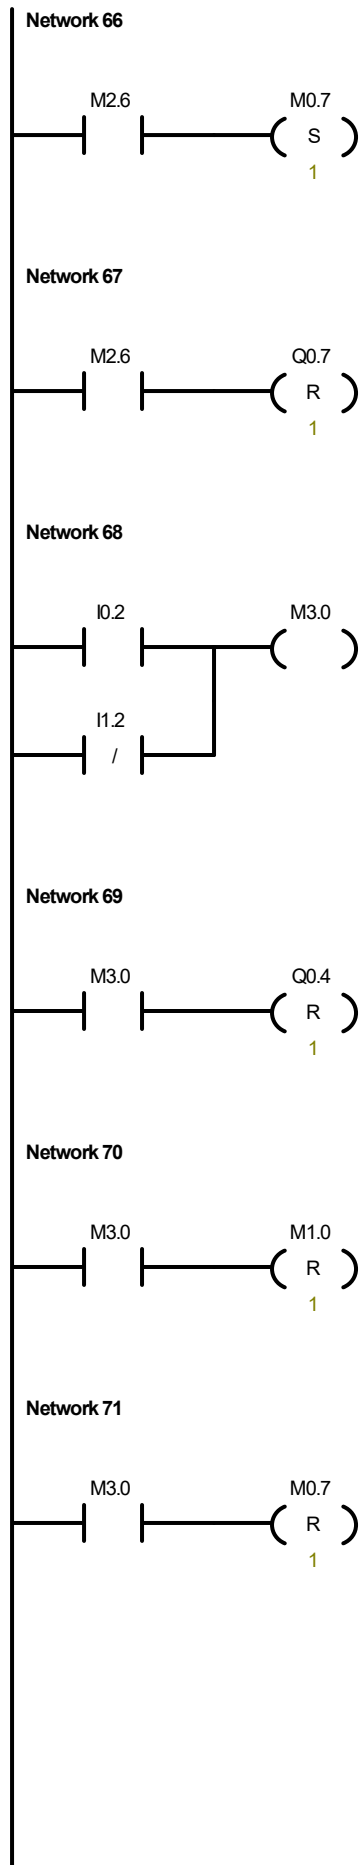 Network 66
M2.6 M0.7
S
1
Network 67
M2.6 Q0.7
R
1
Network 68
I0.2 M3.0
I1.2
/
Network 69
M3.0 Q0.4
R
1
Network 70
M3.0 M1.0
R
1
Network 71
M3.0 M0.7
R
1